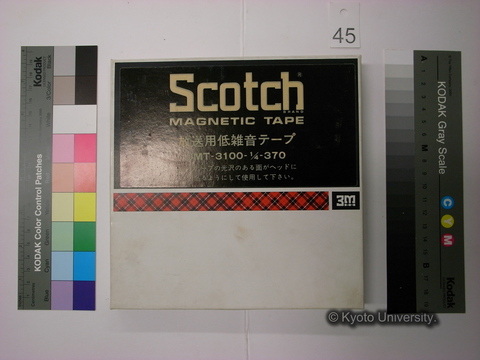 45
Scotch
BRAND
MAGNETIC TAPE
放送用低雑音テープ
MT-3100-¼-370
テープの光沢のある面がヘッドに
ようにして使用して下さい。
3M
Kodak
KODAK Color Control Patches
KODAK Gray Scale
C Y M
Kodak
A
M
B
© Kyoto University.